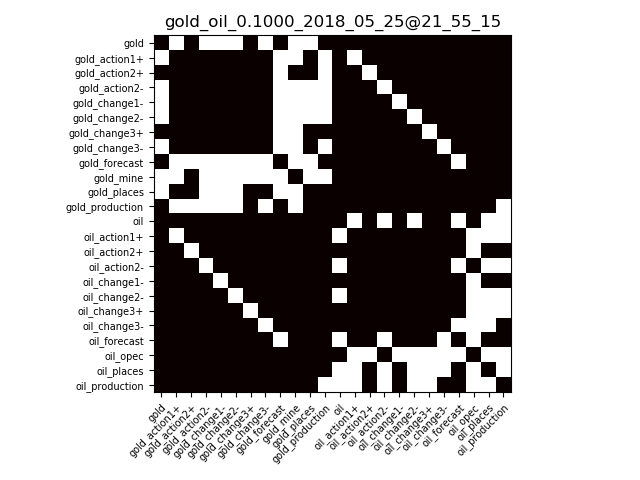 gold_oil_0.1000_2018_05_25@21_55_15
gold
gold_action1+
gold_action2+
gold_action2-
gold_change1-
gold_change2-
gold_change3+
gold_change3-
gold_forecast
gold_mine
gold_places
gold_production
oil
oil_action1+
oil_action2+
oil_action2-
oil_change1-
oil_change2-
oil_change3+
oil_change3-
oil_forecast
oil_opec
oil_places
oil_production
gold
gold_action1+
gold_action2+
gold_action2-
gold_change1-
gold_change2-
gold_change3+
gold_change3-
gold_forecast
gold_mine
gold_places
gold_production
oil
oil_action1+
oil_action2+
oil_action2-
oil_change1-
oil_change2-
oil_change3+
oil_change3-
oil_forecast
oil_opec
oil_places
oil_production